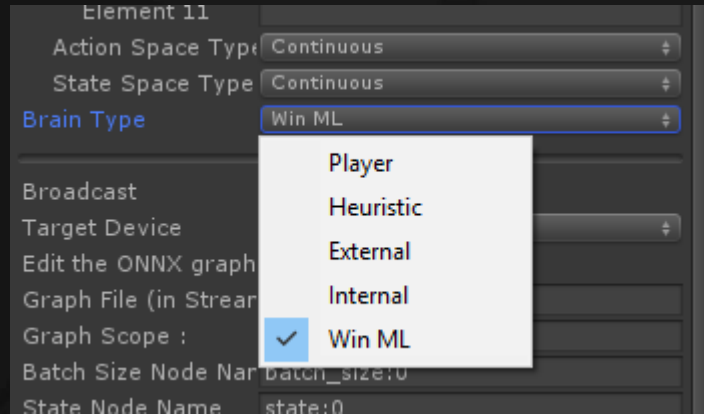 Element 11
Action Space Type Continuous
State Space Type Continuous
Brain Type Win ML
Player
Heuristic
External
Internal
Win ML
Broadcast
Target Device
Edit the ONNX graph
Graph File (in Strear
Graph Scope :
Batch Size Node Nar batch_size:0
State Node Name state:0